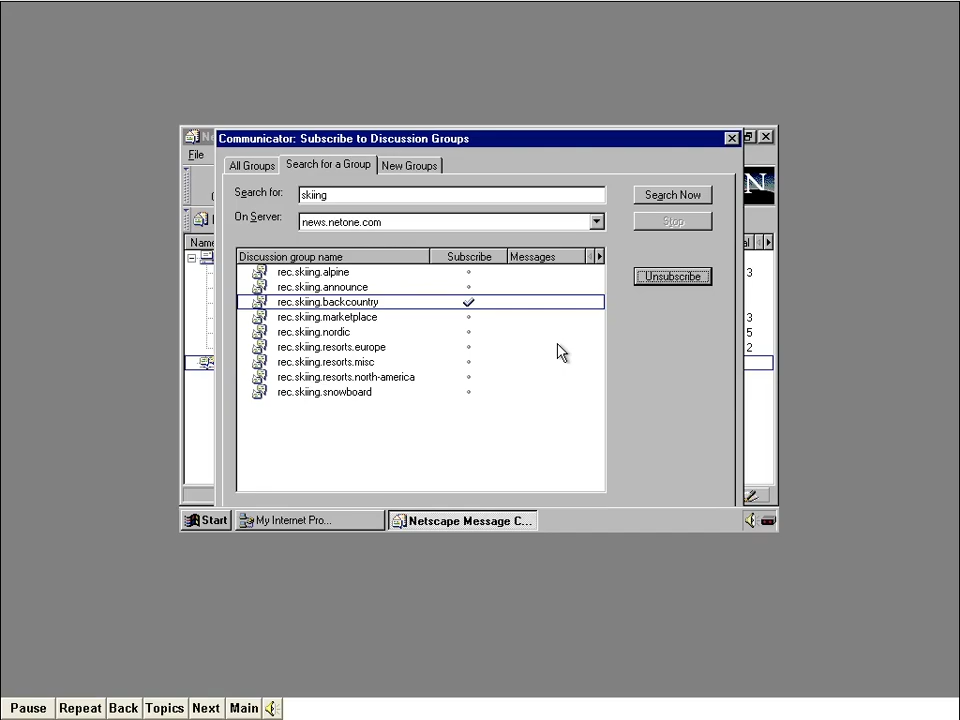 Communicator: Subscribe to Discussion Groups
File
All Groups Search for a Group New Groups
Search for: skiing Search Now
On Server: news.netone.com Stop
N
Name
Discussion group name Subscribe Messages
Unsubscribe
rec.skiing.alpine 3
rec.skiing.announce
rec.skiing.backcountry
rec.skiing.marketplace 3
rec.skiing.nordic 5
rec.skiing.resorts.europe 2
rec.skiing.resorts.misc
rec.skiing.resorts.north-america
rec.skiing.snowboard
Start My Internet Pro... Netscape Message C...
Pause Repeat Back Topics Next Main